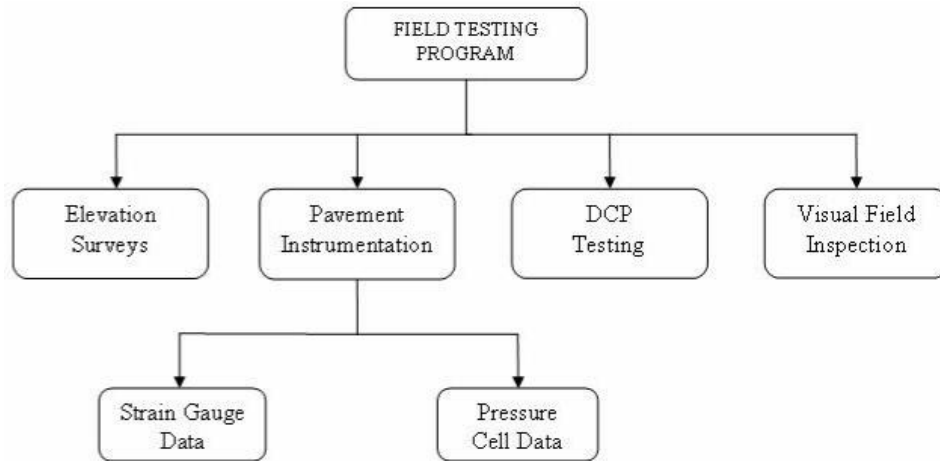 FIELD TESTING
PROGRAM
Elevation
Surveys
Pavement
Instrumentation
DCP
Testing
Visual Field
Inspection
Strain Gauge
Data
Pressure
Cell Data